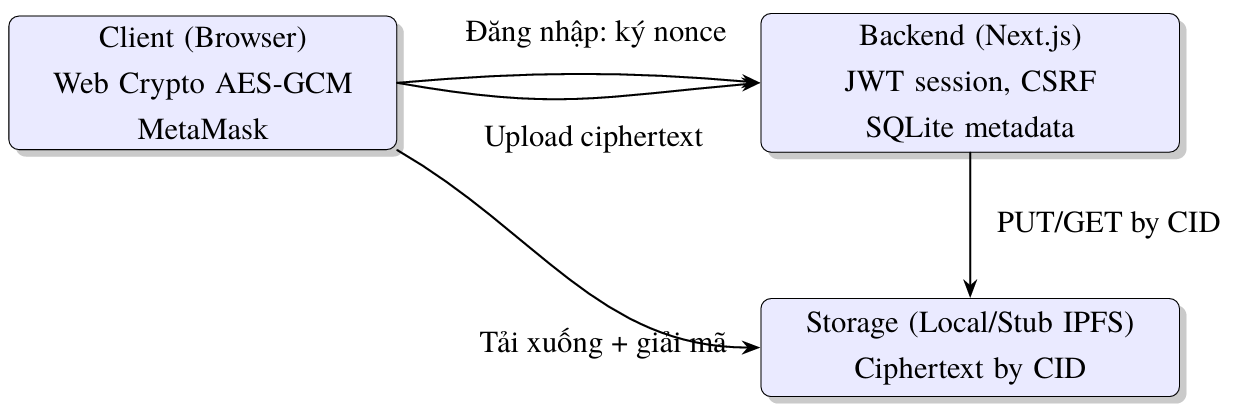 Client (Browser)
Web Crypto AES-GCM
MetaMask
Đăng nhập: ký nonce
Upload ciphertext
Backend (Next.js)
JWT session, CSRF
SQLite metadata
PUT/GET by CID
Tải xuống + giải mã
Storage (Local/Stub IPFS)
Ciphertext by CID